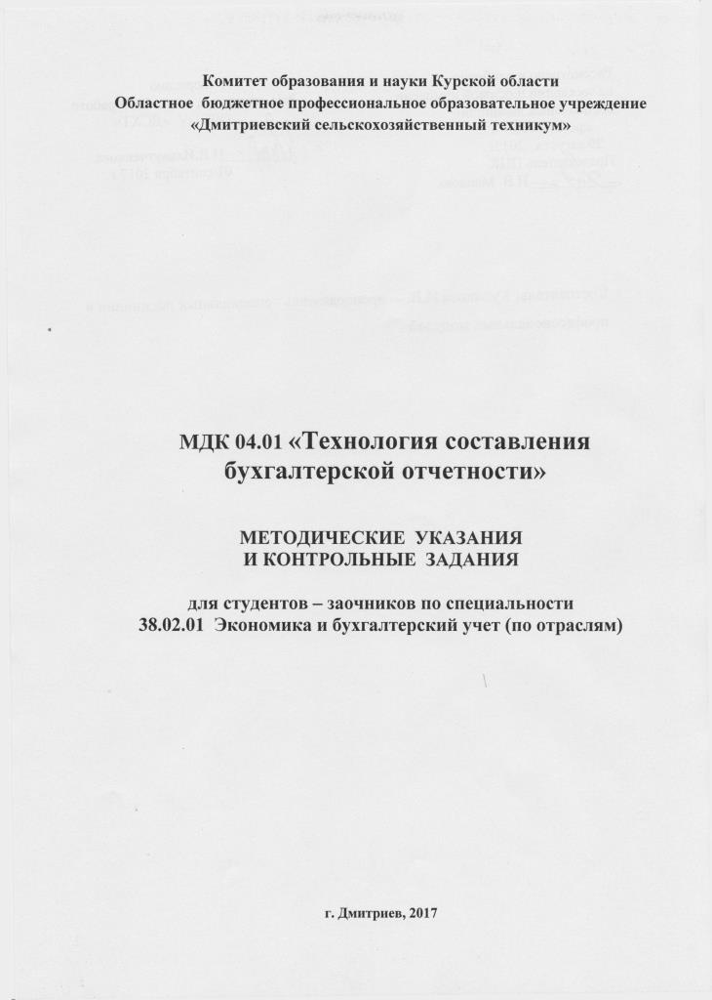 Комитет образования и науки Курской области
Областное бюджетное профессиональное образовательное учреждение
«Дмитриевский сельскохозяйственный техникум»
МДК 04.01 «Технология составления
бухгалтерской отчетности»
МЕТОДИЧЕСКИЕ УКАЗАНИЯ
И КОНТРОЛЬНЫЕ ЗАДАНИЯ
для студентов – заочников по специальности
38.02.01 Экономика и бухгалтерский учет (по отраслям)
г. Дмитриев, 2017